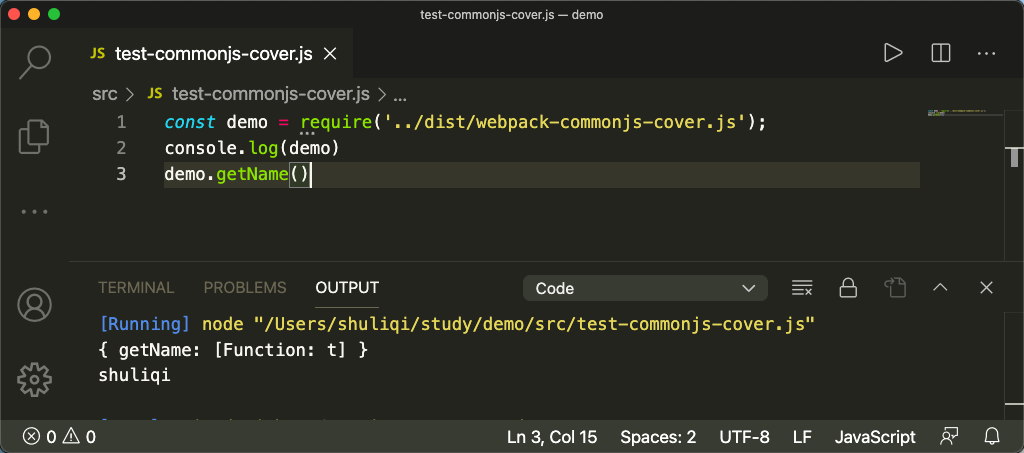 test-commonjs-cover.js — demo
JS test-commonjs-cover.js
src > JS test-commonjs-cover.js > ...
1 const demo = require('../dist/webpack-commonjs-cover.js');
2 console.log(demo)
3 demo.getName()
TERMINAL PROBLEMS OUTPUT Code
[Running] node "/Users/shuliqi/study/demo/src/test-commonjs-cover.js"
{ getName: [Function: t] }
shuliqi
0 0 Ln 3, Col 15 Spaces: 2 UTF-8 LF JavaScript